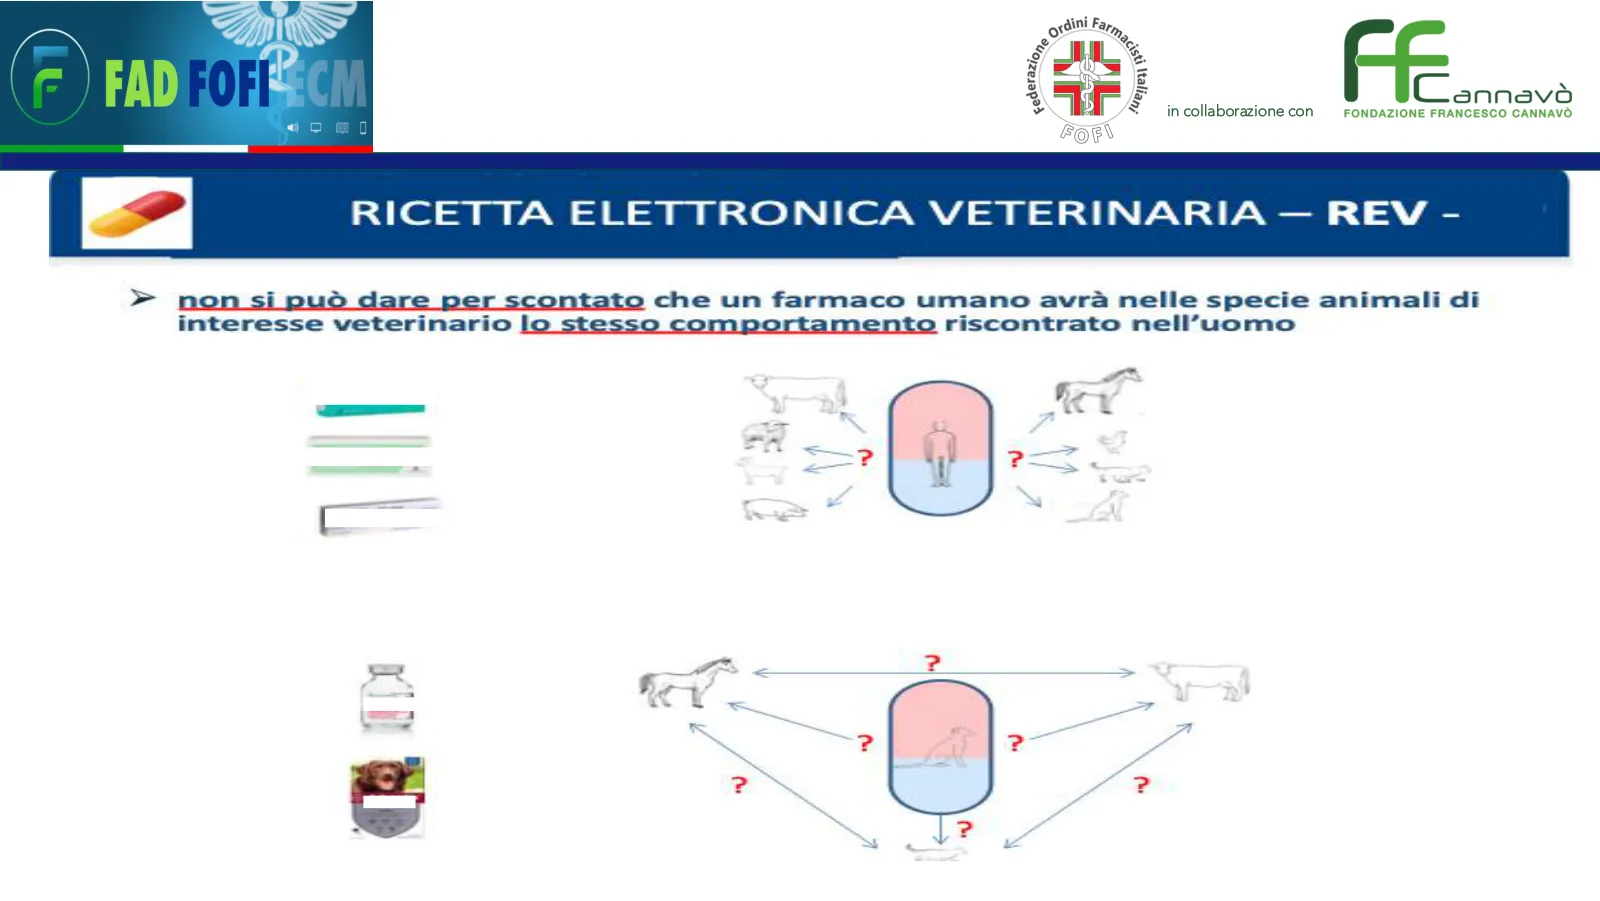 FAD FOFI ECM
Federazione Ordini Farmacisti Italiani
FOFI
in collaborazione con
Cannavò
FONDAZIONE FRANCESCO CANNAVÒ
RICETTA ELETTRONICA VETERINARIA – REV -
➢ non si può dare per scontato che un farmaco umano avrà nelle specie animali di
interesse veterinario lo stesso comportamento riscontrato nell'uomo
? ?
?
? ?
? ?
?